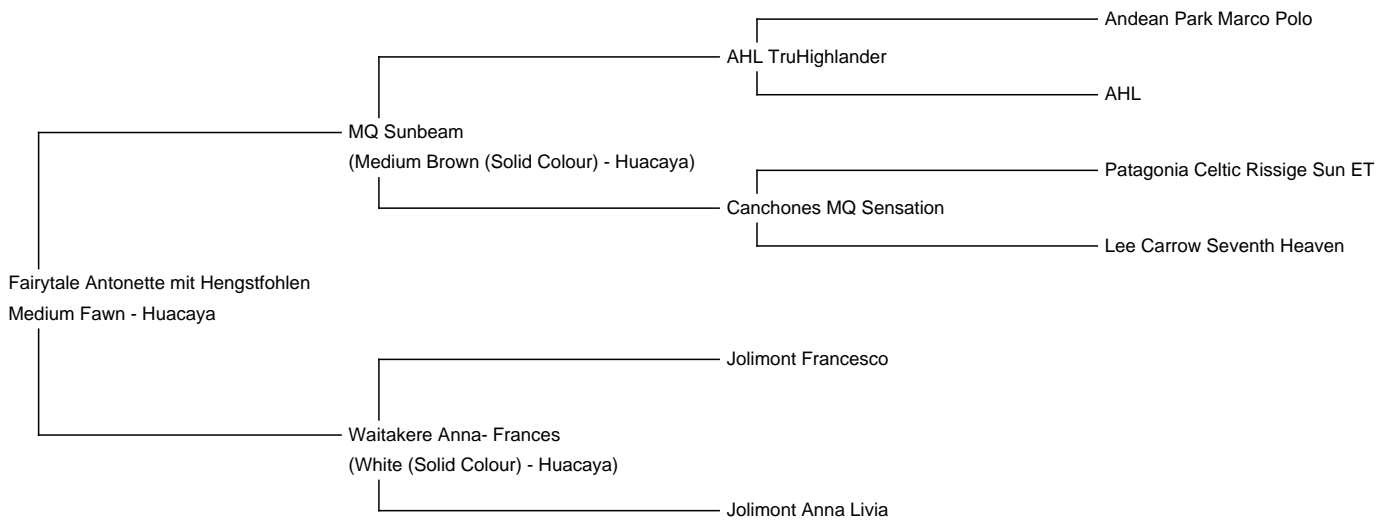 Andean Park Marco Polo
AHL TruHighlander
AHL
MQ Sunbeam
(Medium Brown (Solid Colour) - Huacaya)
Patagonia Celtic Rissige Sun ET
Canchones MQ Sensation
Lee Carrow Seventh Heaven
Fairytale Antonette mit Hengstfohlen
Medium Fawn - Huacaya
Jolimont Francesco
Waitakere Anna- Frances
(White (Solid Colour) - Huacaya)
Jolimont Anna Livia